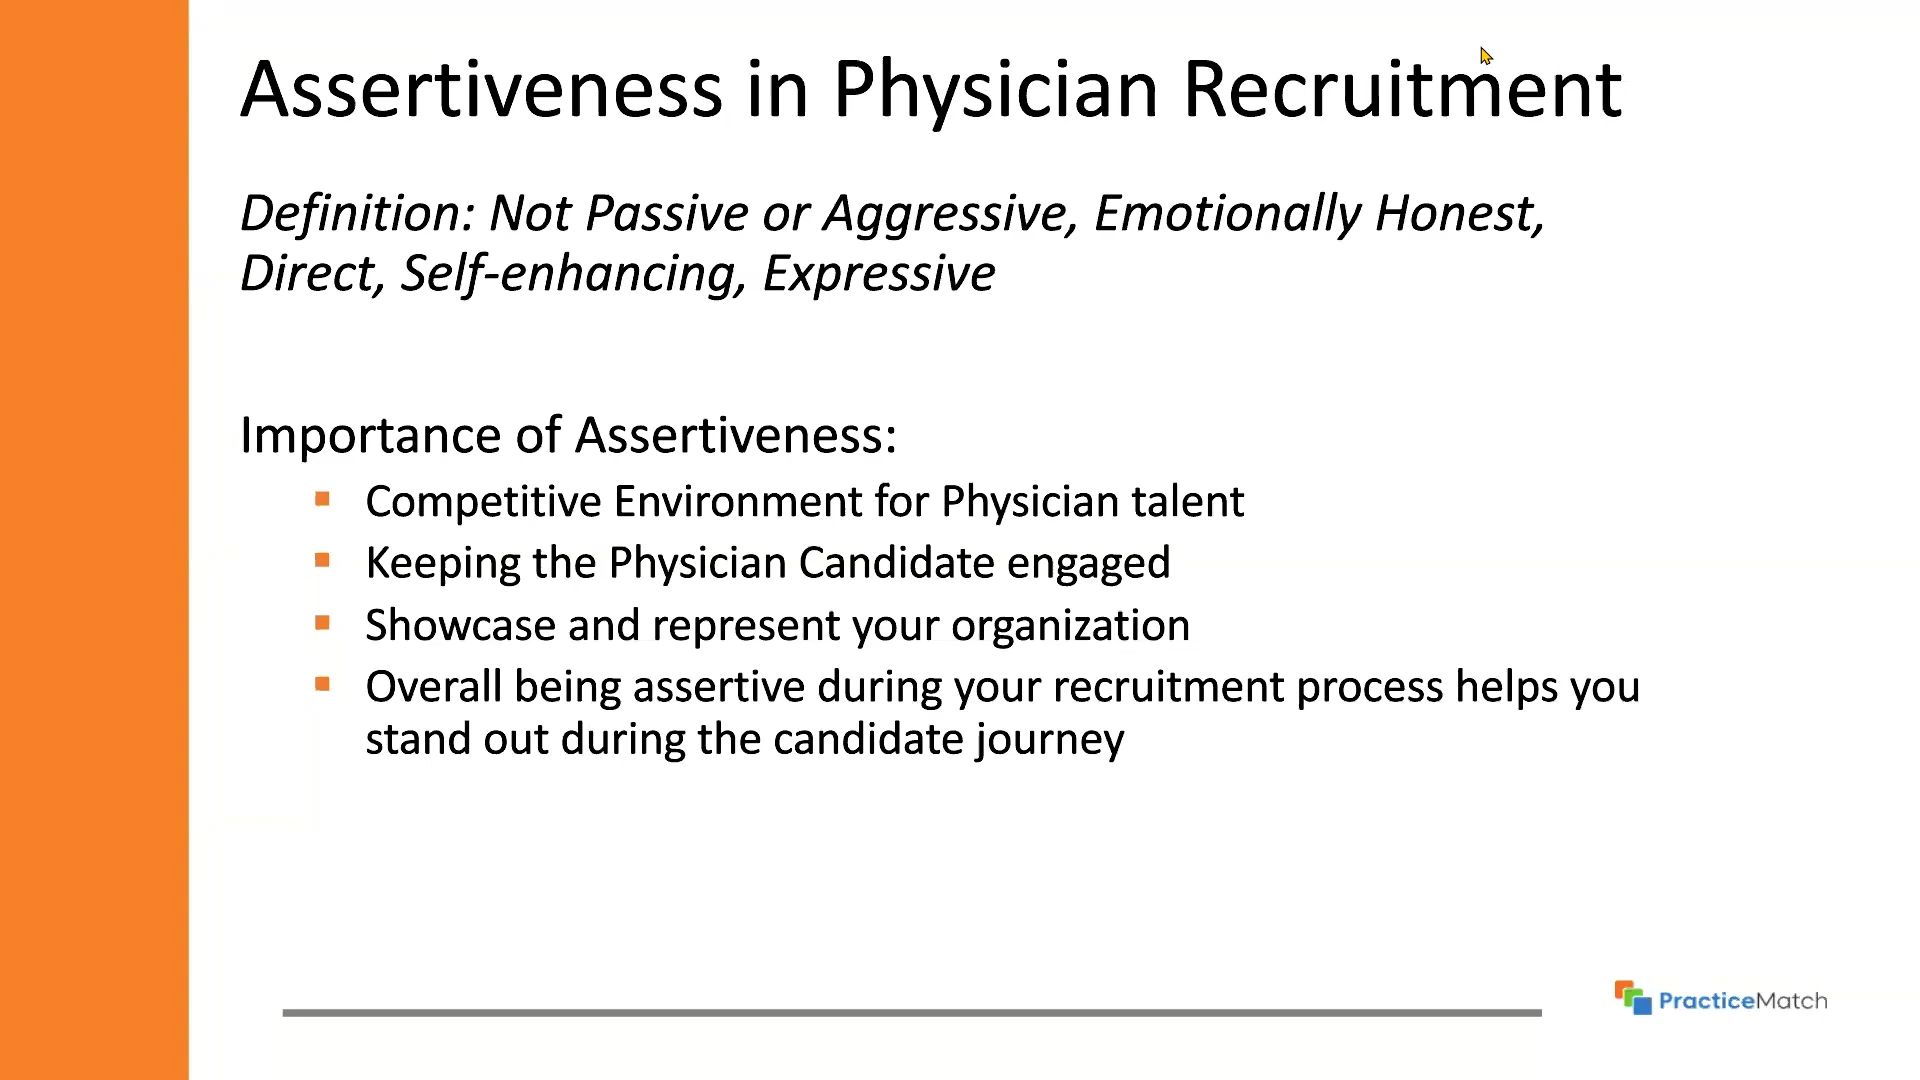 Assertiveness in Physician Recruitment
Definition: Not Passive or Aggressive, Emotionally Honest,
Direct, Self-enhancing, Expressive
Importance of Assertiveness:
Competitive Environment for Physician talent
Keeping the Physician Candidate engaged
Showcase and represent your organization
Overall being assertive during your recruitment process helps you
stand out during the candidate journey
PracticeMatch